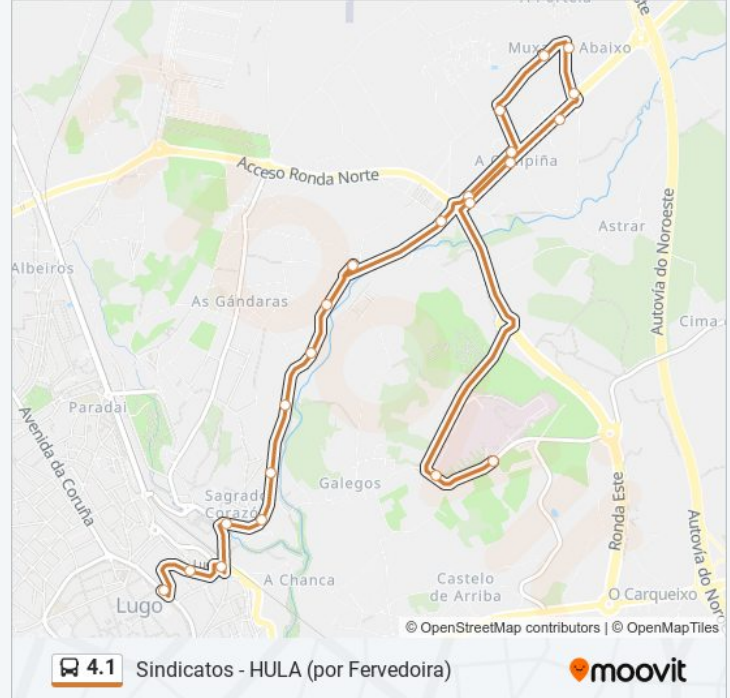 Muxa Abaixo
A Campiña
Acceso Ronda Norte
Astrar
Autovía do Noroeste
Albeiros
As Gándaras
Cima-
Paradai
Avenida da Coruña
Sagrado
Corazón
Galegos
Ronda Este
Autovía do Nor
A Chanca
Castelo
de Arriba
O Carqueixo
Lugo
© OpenStreetMap contributors | © OpenMapTiles
4.1 Sindicatos - HULA (por Fervedoira)
moovit